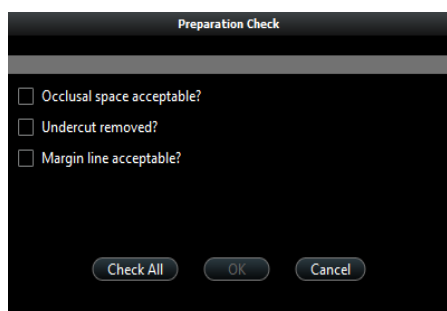 Preparation Check
Occlusal space acceptable?
Undercut removed?
Margin line acceptable?
Check All OK Cancel